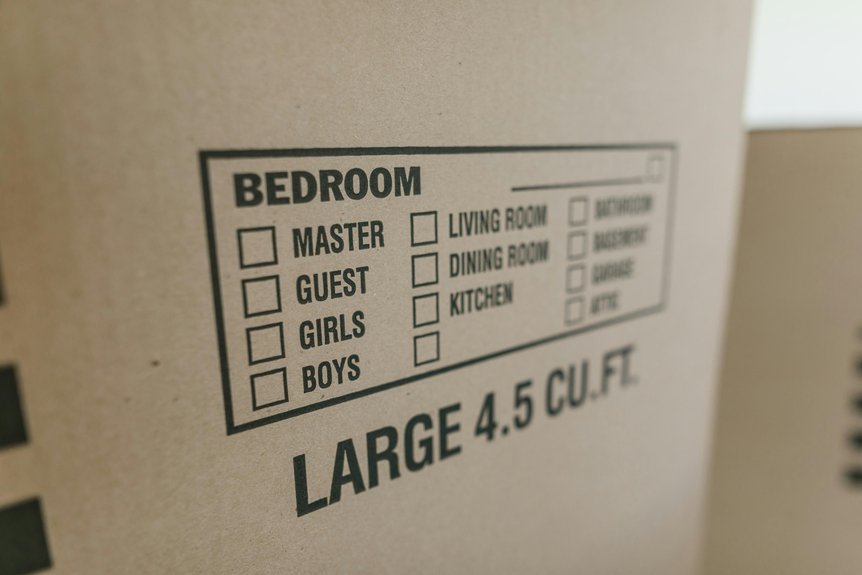 BEDROOM
MASTER
GUEST
GIRLS
BOYS
LIVING ROOM
DINING ROOM
KITCHEN
BATHROOM
BASEMENT
GARAGE
ATTIC
LARGE 4.5 CU.FT.